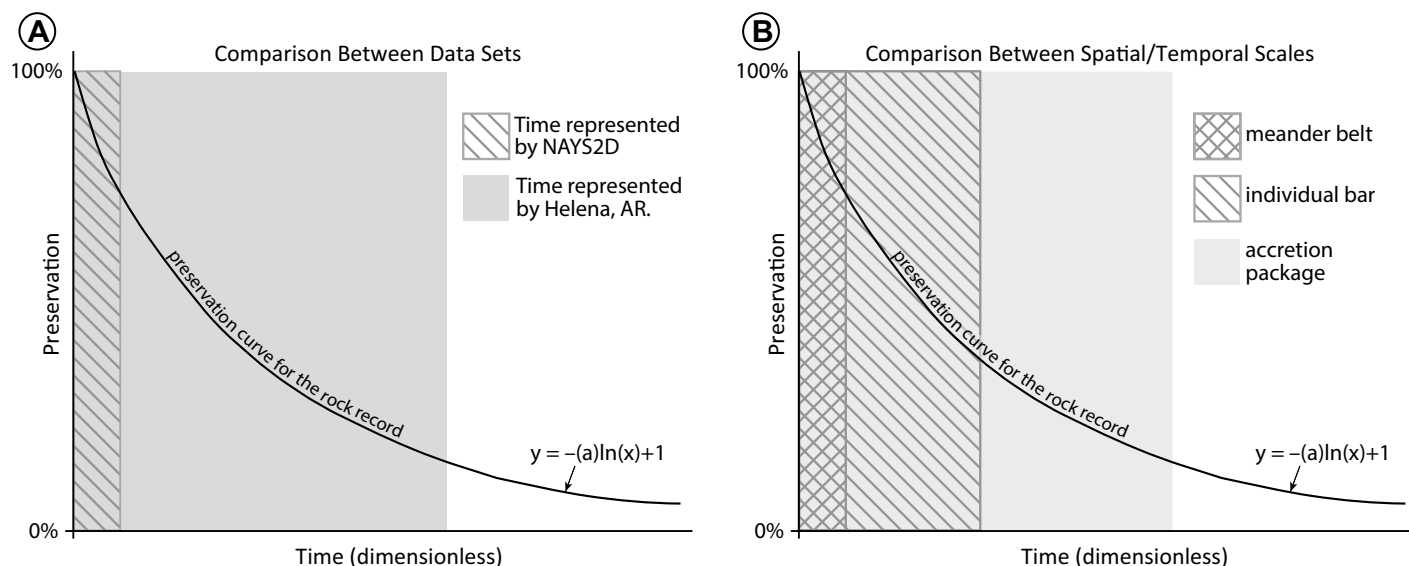 A
Comparison Between Data Sets
100%
Time represented
by NAYS2D
Time represented
by Helena, AR.
Preservation
preservation curve for the rock record
y = –(a)ln(x)+1
0%
Time (dimensionless)
B
Comparison Between Spatial/Temporal Scales
100%
meander belt
individual bar
accretion
package
Preservation
preservation curve for the rock record
y = –(a)ln(x)+1
Time (dimensionless)
0%